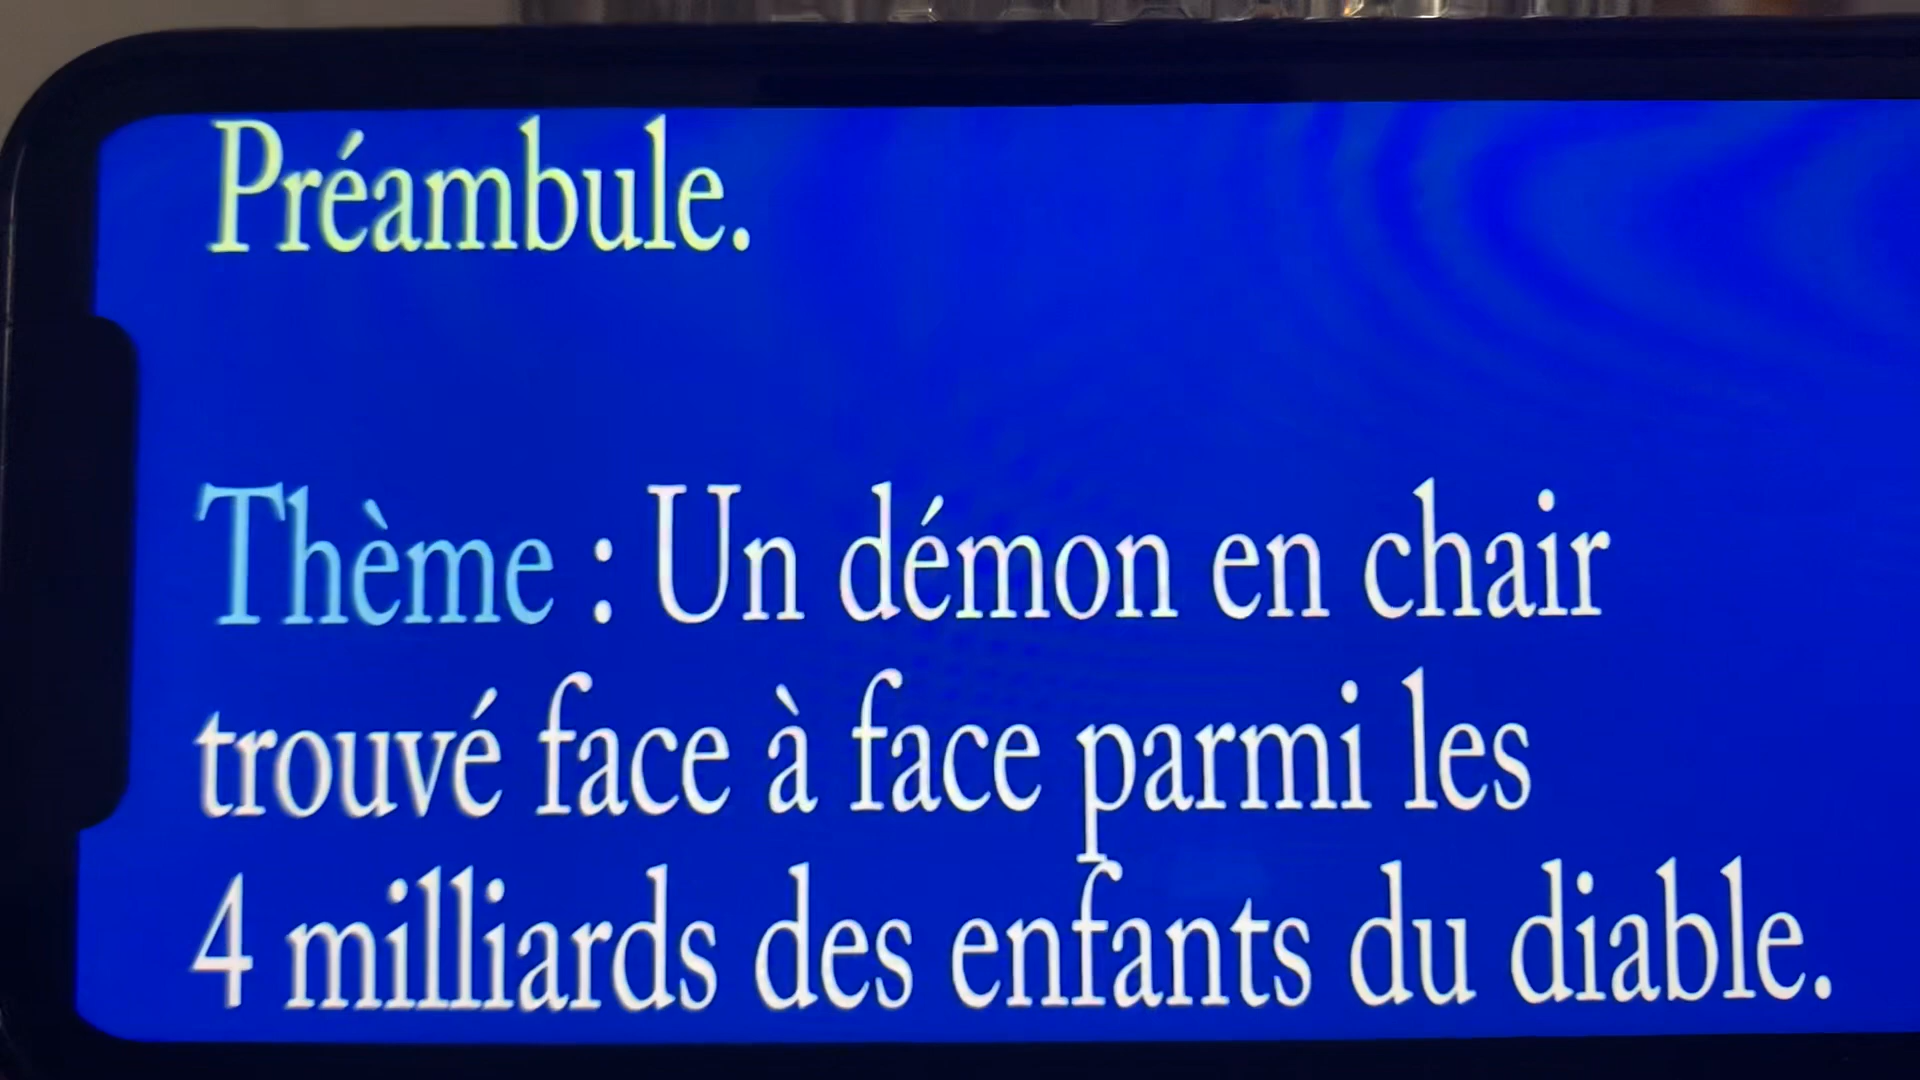 Préambule.
Thème : Un démon en chair
trouvé face à face parmi les
4 milliards des enfants du diable.